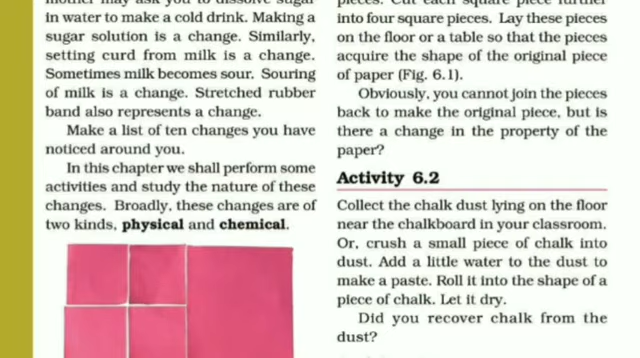 mother may ask you to dissolve sugar
in water to make a cold drink. Making a
sugar solution is a change. Similarly,
setting curd from milk is a change.
Sometimes milk becomes sour. Souring
of milk is a change. Stretched rubber
band also represents a change.
Make a list of ten changes you have
noticed around you.
In this chapter we shall perform some
activities and study the nature of these
changes. Broadly, these changes are of
two kinds, physical and chemical.
pieces. Cut each square piece further
into four square pieces. Lay these pieces
on the floor or a table so that the pieces
acquire the shape of the original piece
of paper (Fig. 6.1).
Obviously, you cannot join the pieces
back to make the original piece, but is
there a change in the property of the
paper?
Activity 6.2
Collect the chalk dust lying on the floor
near the chalkboard in your classroom.
Or, crush a small piece of chalk into
dust. Add a little water to the dust to
make a paste. Roll it into the shape of a
piece of chalk. Let it dry.
Did you recover chalk from the
dust?